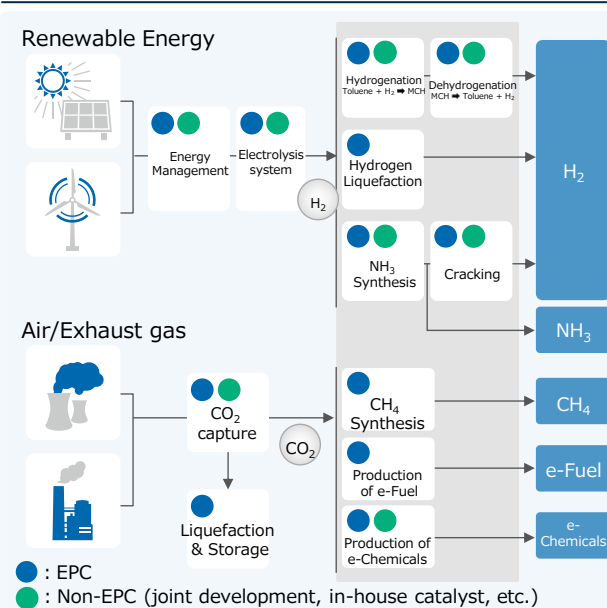 Renewable Energy
Energy
Management
Electrolysis
system
H₂
Hydrogenation
Toluene + H₂ ➡ MCH
Dehydrogenation
MCH ➡ Toluene + H₂
Hydrogen
Liquefaction
NH₃
Synthesis
Cracking
H₂
NH₃
Air/Exhaust gas
CO₂
capture
CO₂
Liquefaction
& Storage
CH₄
Synthesis
CH₄
Production
of e-Fuel
e-Fuel
Production of
e-Chemicals
e-
Chemicals
: EPC
: Non-EPC (joint development, in-house catalyst, etc.)